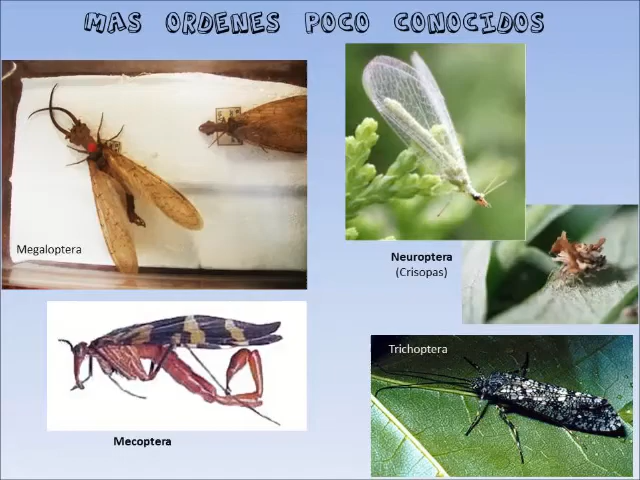 MAS ORDENES POCO CONOCIDOS
Megaloptera
Neuroptera
(Crisopas)
Trichoptera
Mecoptera